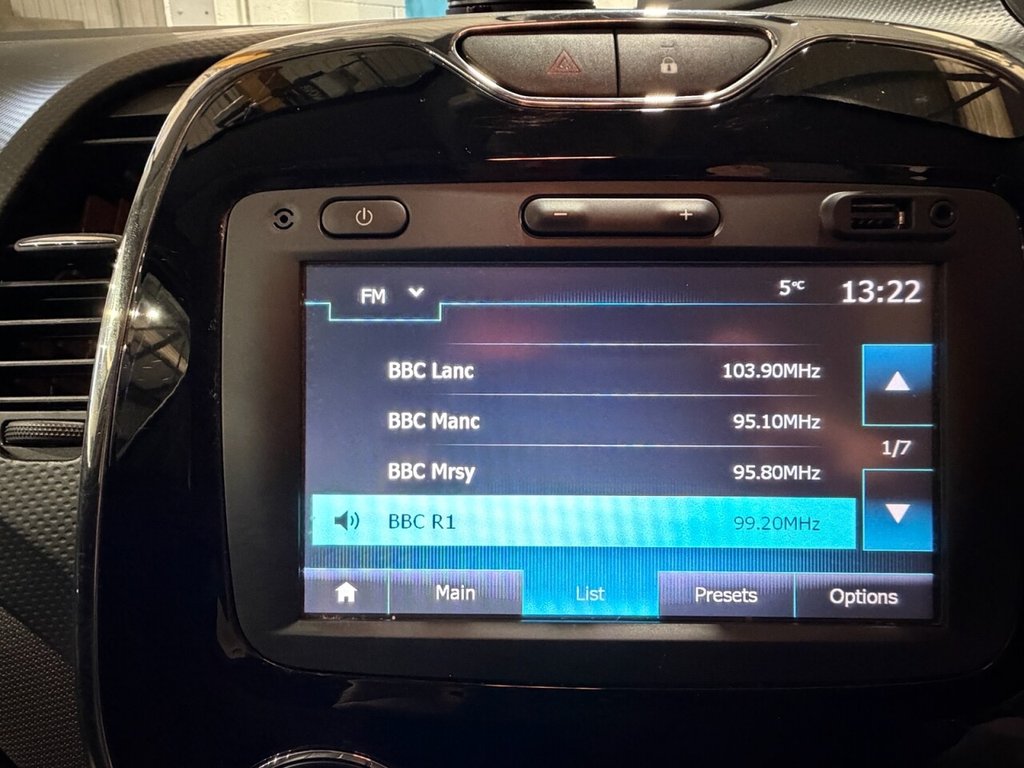 FM 5°C 13:22
BBC Lanc 103.90MHz
BBC Manc 95.10MHz
1/7
BBC Mrsy 95.80MHz
BBC R1 99.20MHz
Main List Presets Options